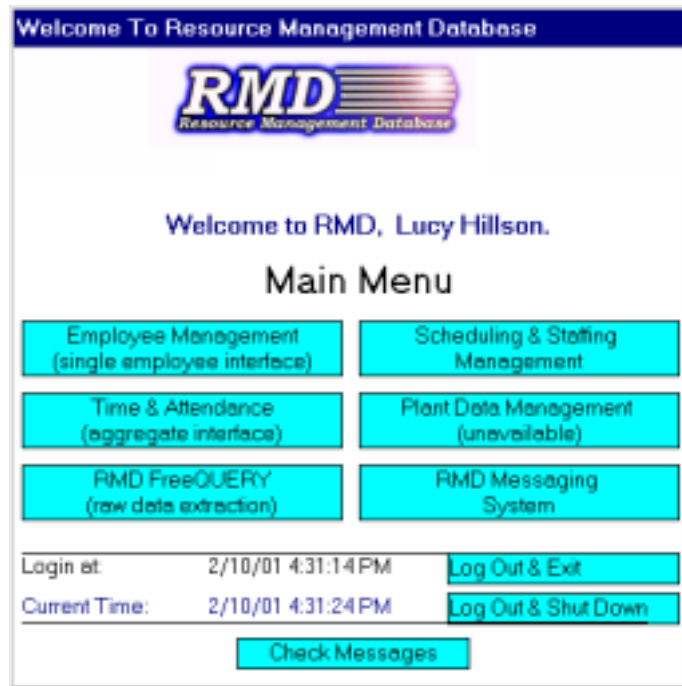 Welcome To Resource Management Database
RMD
Resource Management Database
Welcome to RMD, Lucy Hillson.
Main Menu
Employee Management
(single employee interface)
Scheduling & Staffing
Management
Time & Attendance
(aggregate interface)
Plant Data Management
(unavailable)
RMD FreeQUERY
(raw data extraction)
RMD Messaging
System
Login at: 2/10/01 4:31:14 PM Log Out & Exit
Current Time: 2/10/01 4:31:24 PM Log Out & Shut Down
Check Messages